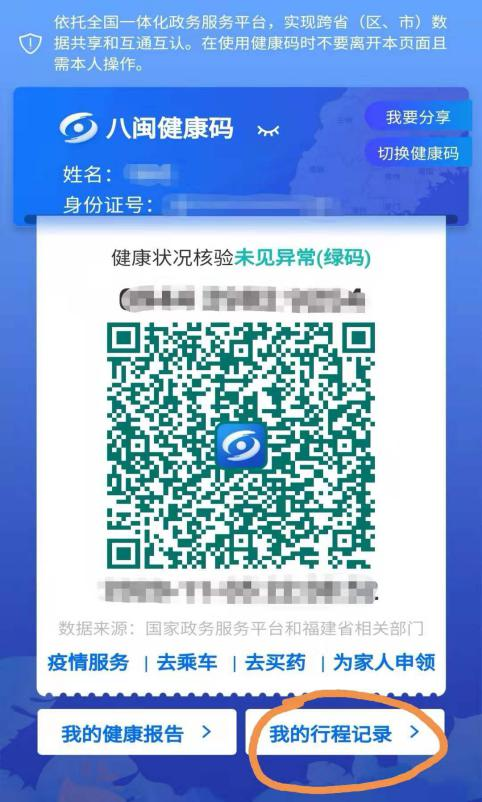 依托全国一体化政务服务平台，实现跨省（区、市）数
据共享和互通互认。在使用健康码时不要离开本页面且
需本人操作。
八闽健康码
我要分享
切换健康码
姓名：
身份证号：
健康状况核验未见异常(绿码)
数据来源：国家政务服务平台和福建省相关部门
疫情服务 | 去乘车 | 去买药 | 为家人申领
我的健康报告 >
我的行程记录 >